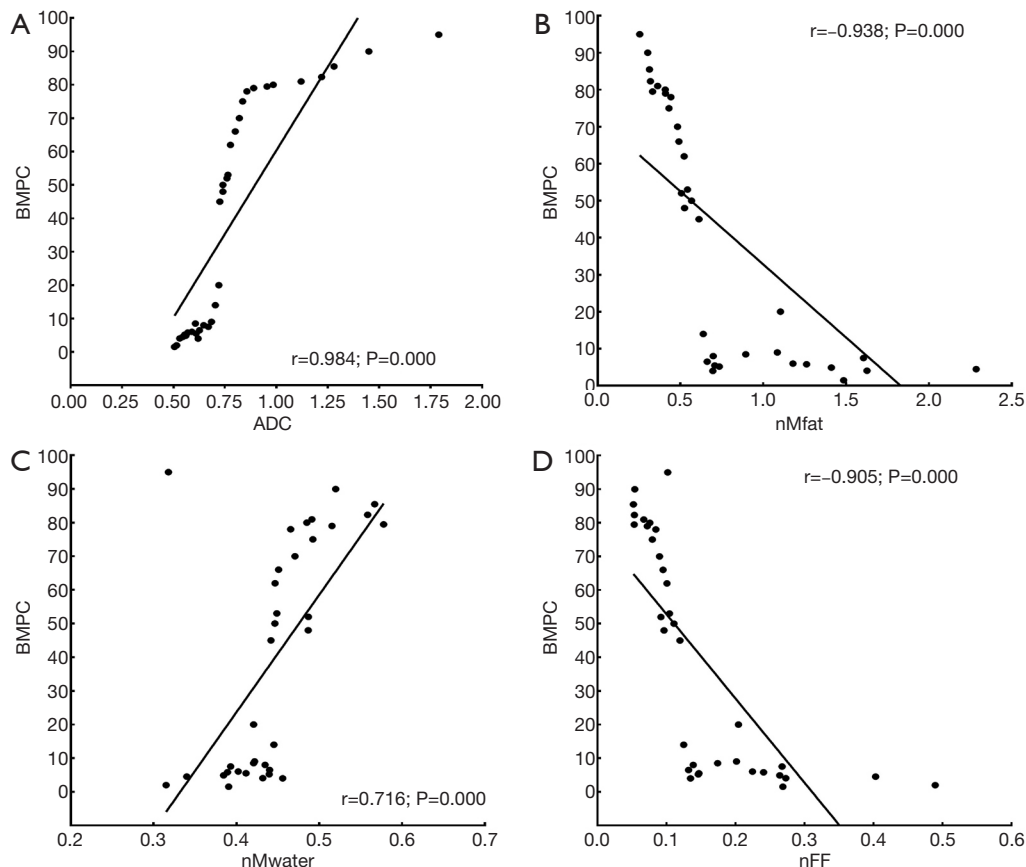 A
100
90
80
70
60
50
40
30
20
10
0
BMPC
r=0.984; P=0.000
0.00 0.25 0.50 0.75 1.00 1.25 1.50 1.75 2.00
ADC
B
100
90
80
70
60
50
40
30
20
10
0
BMPC
r=−0.938; P=0.000
0.0 0.5 1.0 1.5 2.0 2.5
nMfat
C
100
90
80
70
60
50
40
30
20
10
0
BMPC
r=0.716; P=0.000
0.2 0.3 0.4 0.5 0.6 0.7
nMwater
D
100
90
80
70
60
50
40
30
20
10
0
BMPC
r=−0.905; P=0.000
0.0 0.1 0.2 0.3 0.4 0.5 0.6
nFF